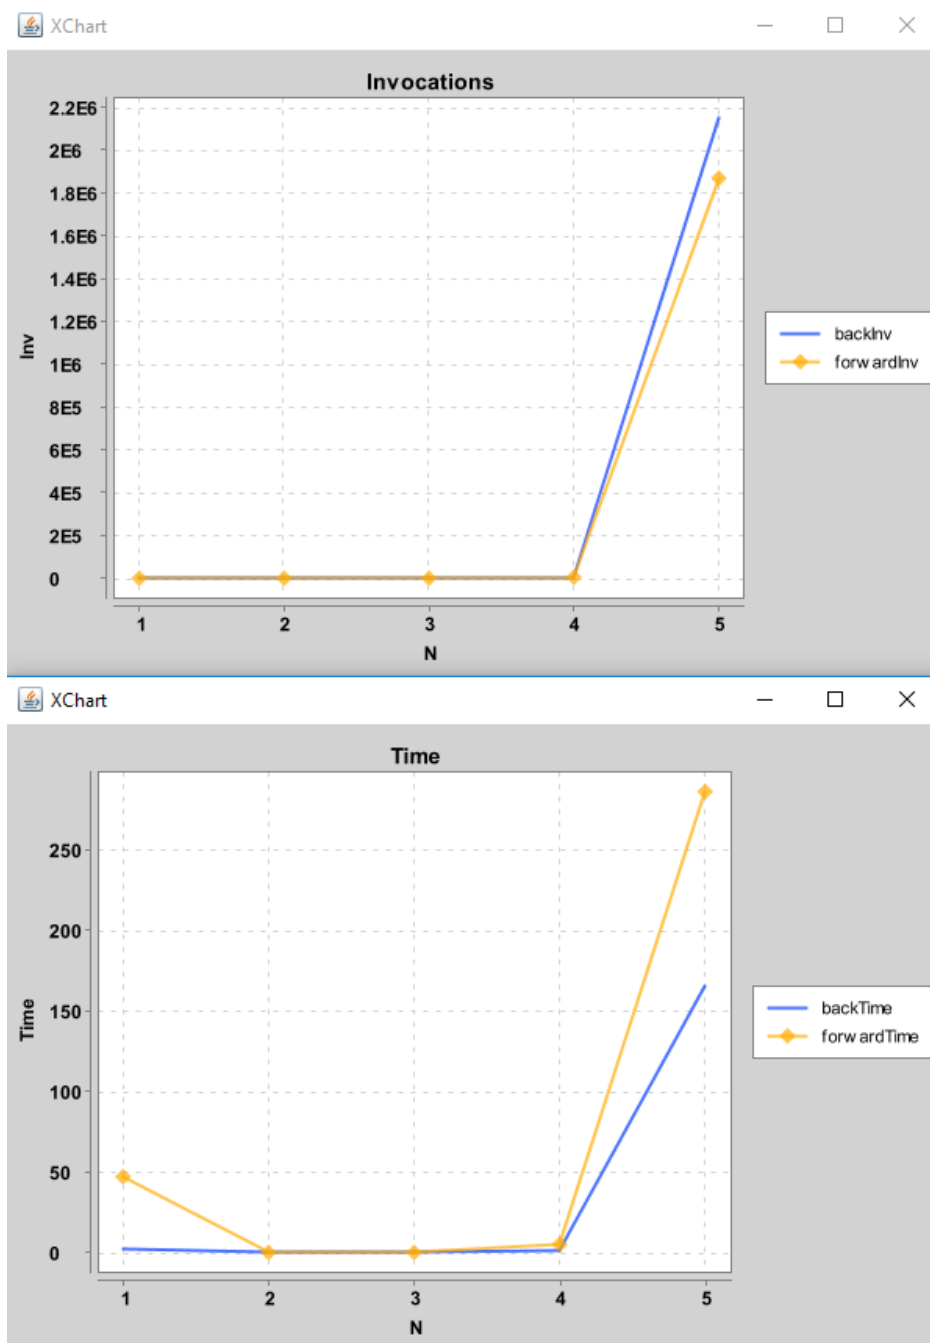 XChart
Invocations
2.2E6
2E6
1.8E6
1.6E6
1.4E6
1.2E6
1E6
8E5
6E5
4E5
2E5
0
Inv
1 2 3 4 5
N
backInv
forwardInv
XChart
Time
250
200
150
100
50
0
Time
1 2 3 4 5
N
backTime
forwardTime